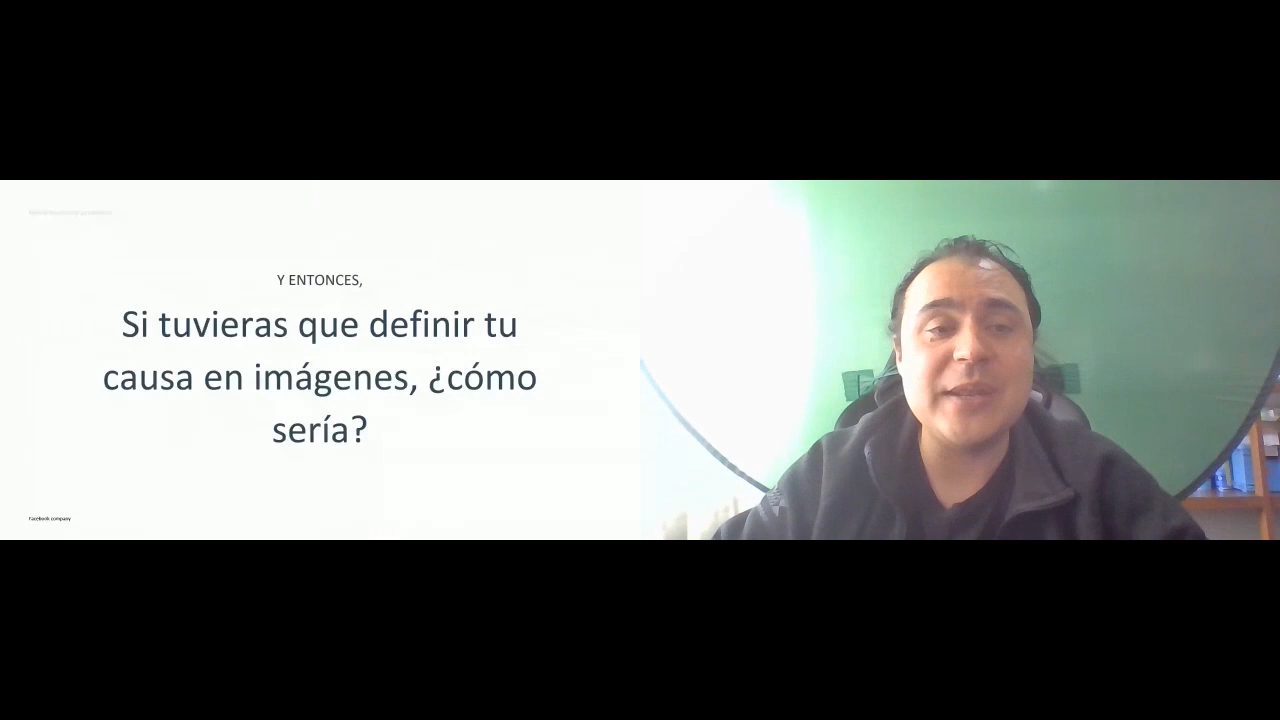 Y ENTONCES,
Si tuvieras que definir tu
causa en imágenes, ¿cómo
sería?
Facebook company